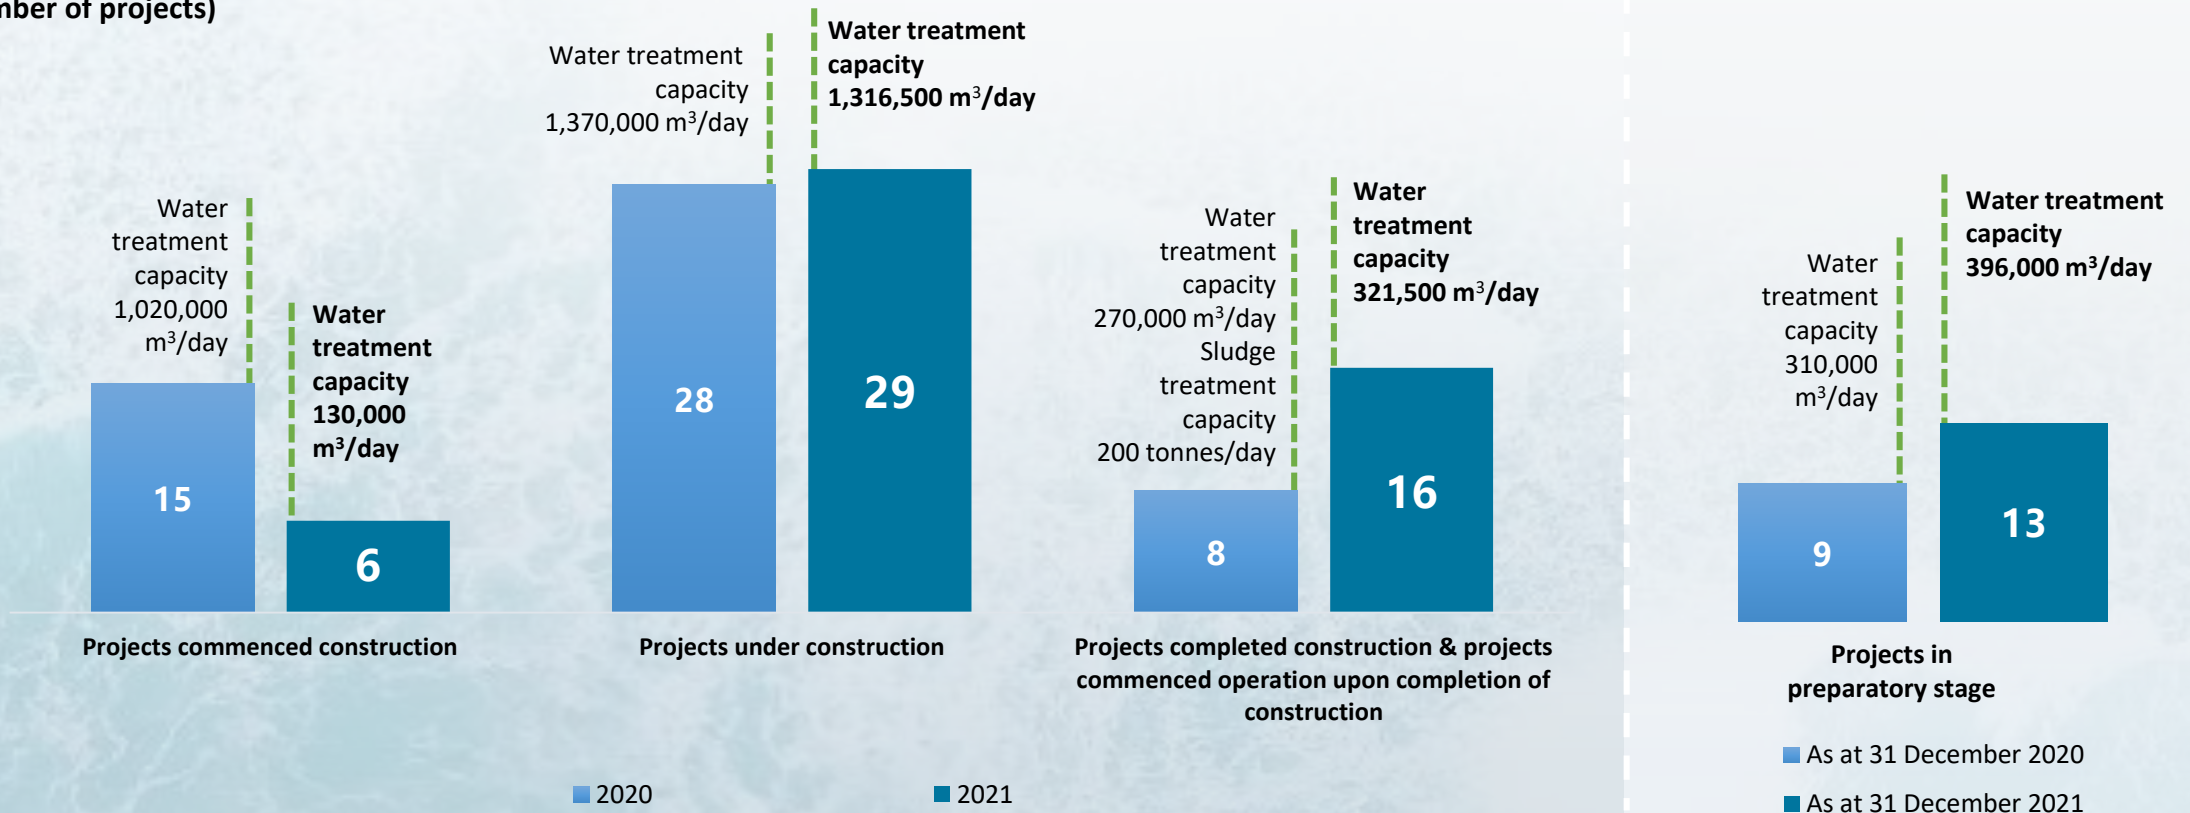 of projects)
Water treatment
capacity
1,370,000 m³/day
Water treatment
capacity
1,316,500 m³/day
Water
treatment
capacity
1,020,000
m³/day
Water
treatment
capacity
130,000
m³/day
Water
treatment
capacity
270,000 m³/day
Sludge
treatment
capacity
200 tonnes/day
Water
treatment
capacity
321,500 m³/day
Water
treatment
capacity
310,000
m³/day
Water treatment
capacity
396,000 m³/day
15
6
28
29
8
16
9
13
Projects commenced construction
Projects under construction
Projects completed construction & projects
commenced operation upon completion of
construction
Projects in
preparatory stage
2020
2021
As at 31 December 2020
As at 31 December 2021